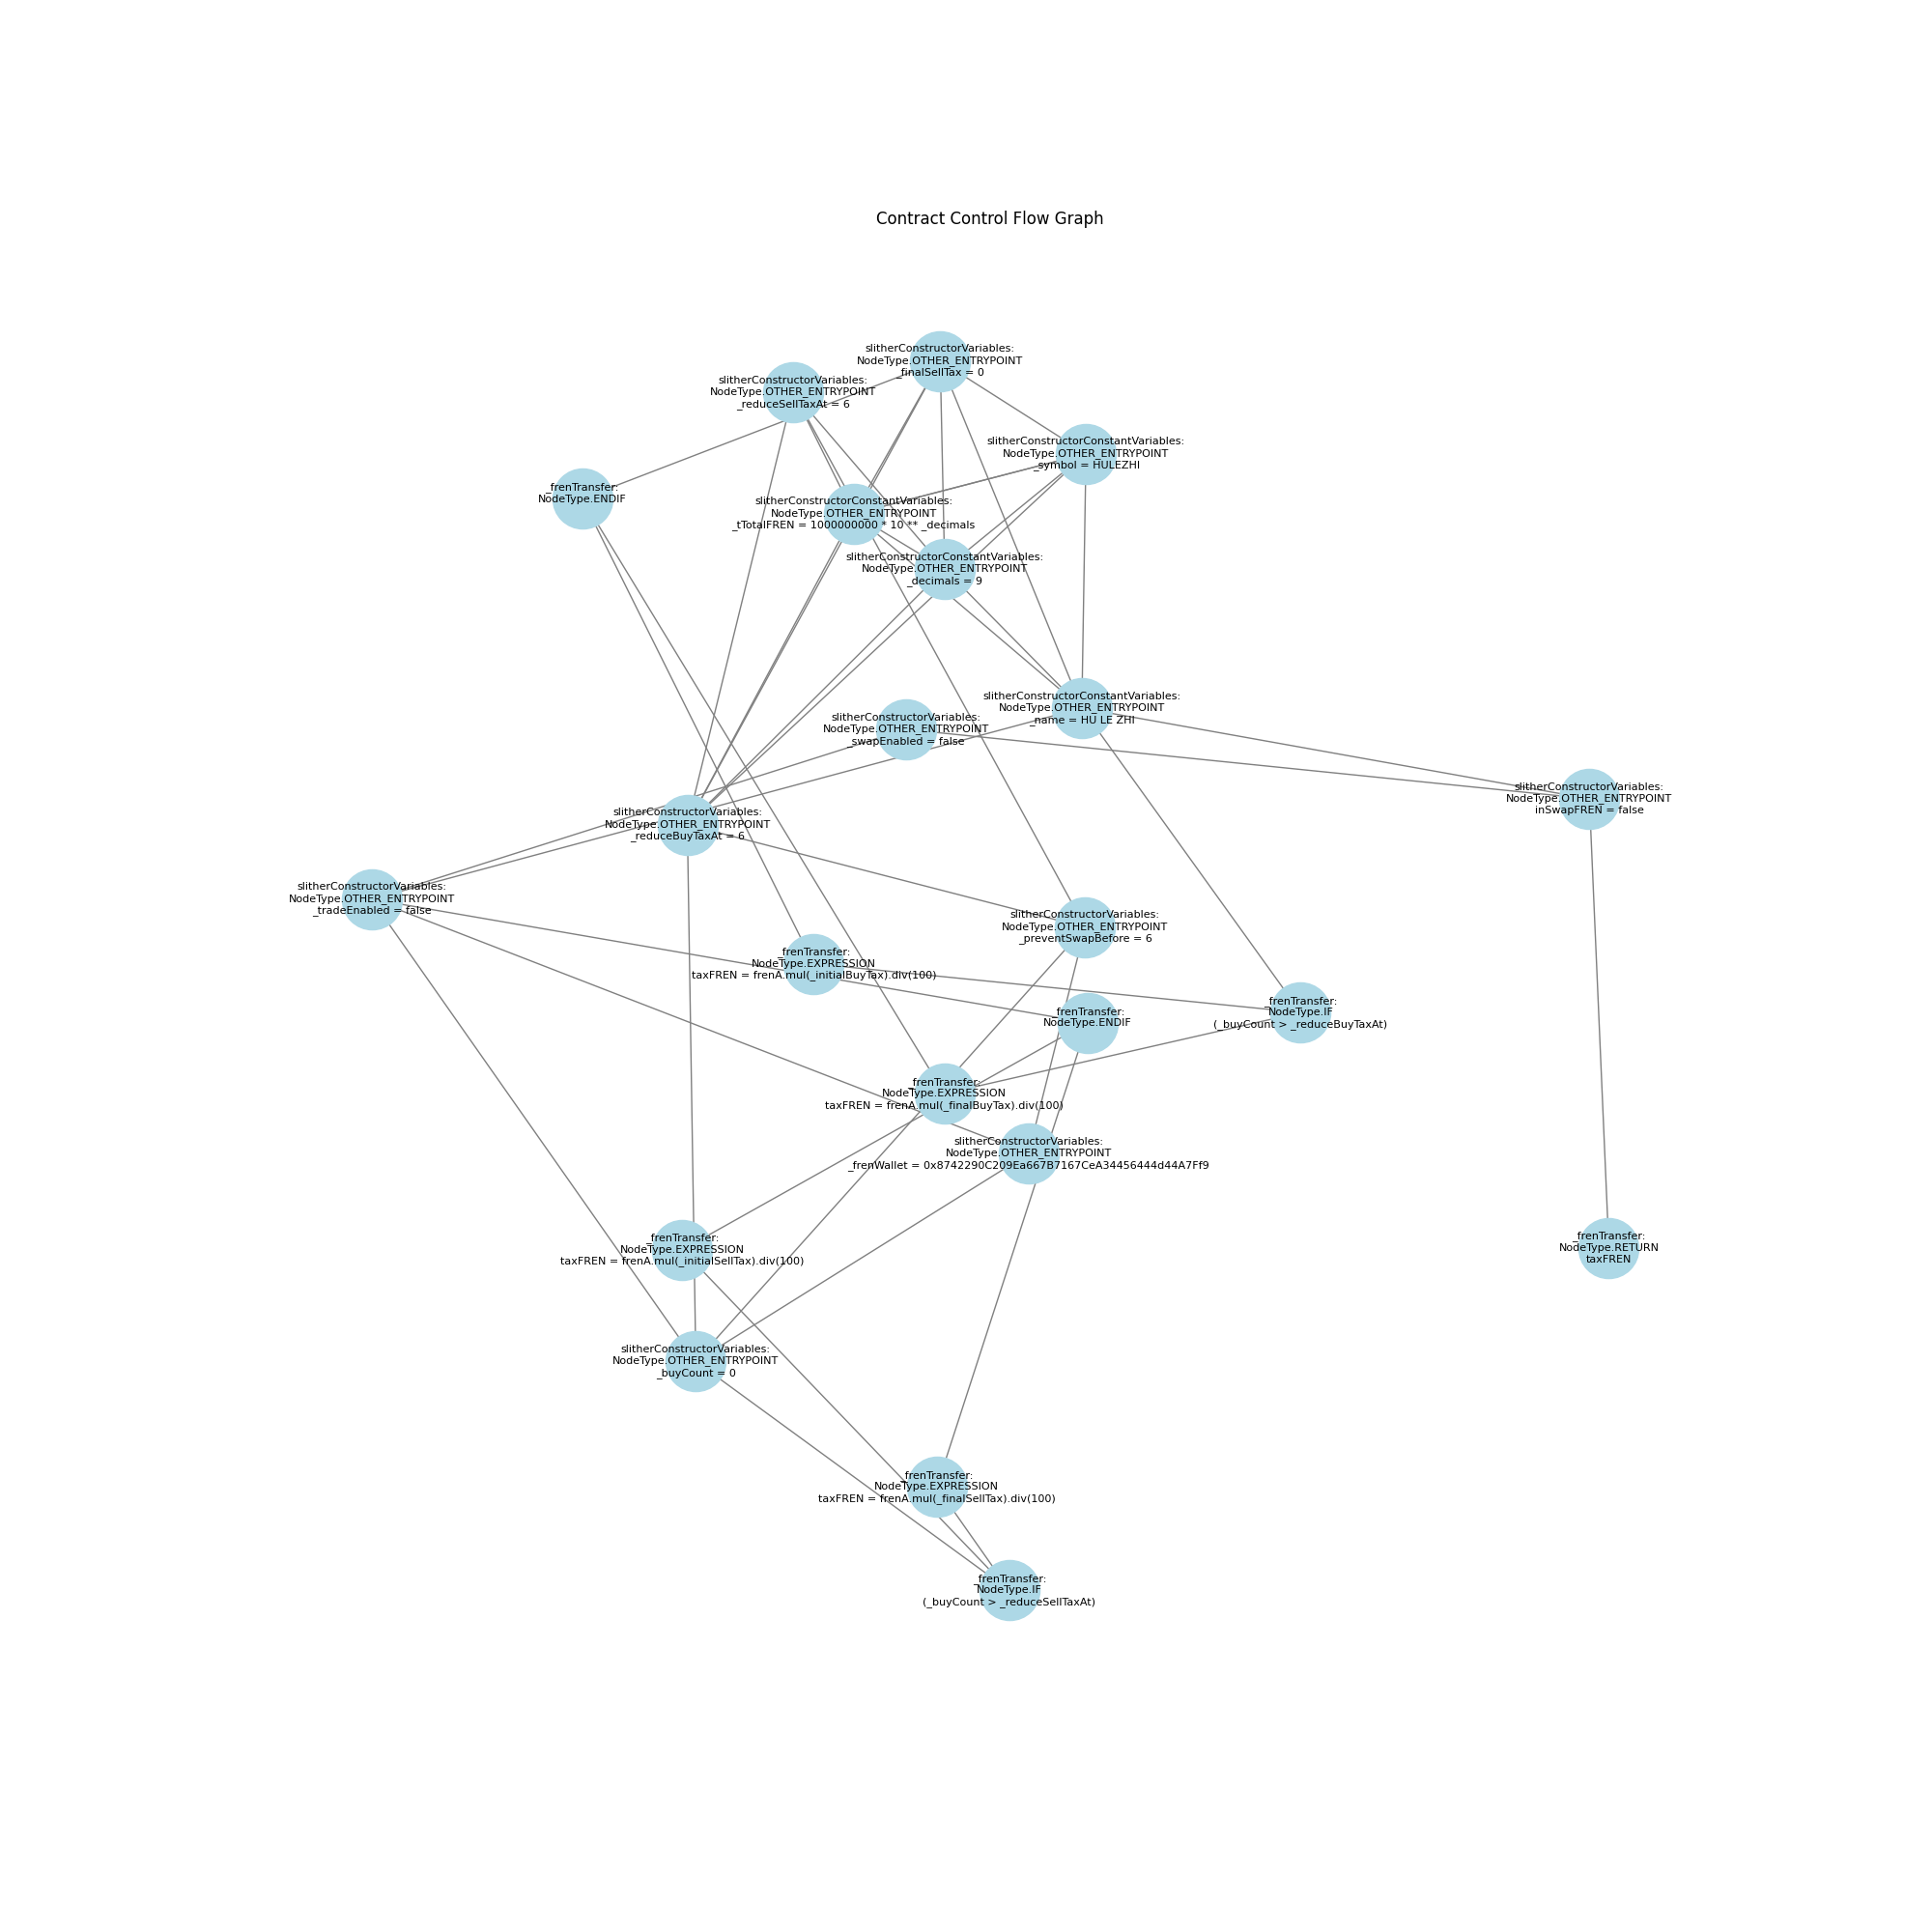 Contract Control Flow Graph
slitherConstructorVariables:
NodeType.OTHER_ENTRYPOINT
_finalSellTax = 0
slitherConstructorVariables:
NodeType.OTHER_ENTRYPOINT
_reduceSellTaxAt = 6
slitherConstructorConstantVariables:
NodeType.OTHER_ENTRYPOINT
_symbol = HULEZHI
_frenTransfer:
NodeType.ENDIF
slitherConstructorConstantVariables:
NodeType.OTHER_ENTRYPOINT
_tTotalFREN = 1000000000 * 10 ** _decimals
slitherConstructorConstantVariables:
NodeType.OTHER_ENTRYPOINT
_decimals = 9
slitherConstructorConstantVariables:
NodeType.OTHER_ENTRYPOINT
_name = HU LE ZHI
slitherConstructorVariables:
NodeType.OTHER_ENTRYPOINT
_swapEnabled = false
slitherConstructorVariables:
NodeType.OTHER_ENTRYPOINT
inSwapFREN = false
slitherConstructorVariables:
NodeType.OTHER_ENTRYPOINT
_reduceBuyTaxAt = 6
slitherConstructorVariables:
NodeType.OTHER_ENTRYPOINT
_tradeEnabled = false
slitherConstructorVariables:
NodeType.OTHER_ENTRYPOINT
_preventSwapBefore = 6
_frenTransfer:
NodeType.EXPRESSION
taxFREN = frenA.mul(_initialBuyTax).div(100)
_frenTransfer:
NodeType.IF
(_buyCount > _reduceBuyTaxAt)
_frenTransfer:
NodeType.ENDIF
_frenTransfer:
NodeType.EXPRESSION
taxFREN = frenA.mul(_finalBuyTax).div(100)
slitherConstructorVariables:
NodeType.OTHER_ENTRYPOINT
_frenWallet = 0x8742290C209Ea667B7167CeA34456444d44A7Ff9
_frenTransfer:
NodeType.EXPRESSION
taxFREN = frenA.mul(_initialSellTax).div(100)
_frenTransfer:
NodeType.RETURN
taxFREN
slitherConstructorVariables:
NodeType.OTHER_ENTRYPOINT
_buyCount = 0
_frenTransfer:
NodeType.EXPRESSION
taxFREN = frenA.mul(_finalSellTax).div(100)
_frenTransfer:
NodeType.IF
(_buyCount > _reduceSellTaxAt)